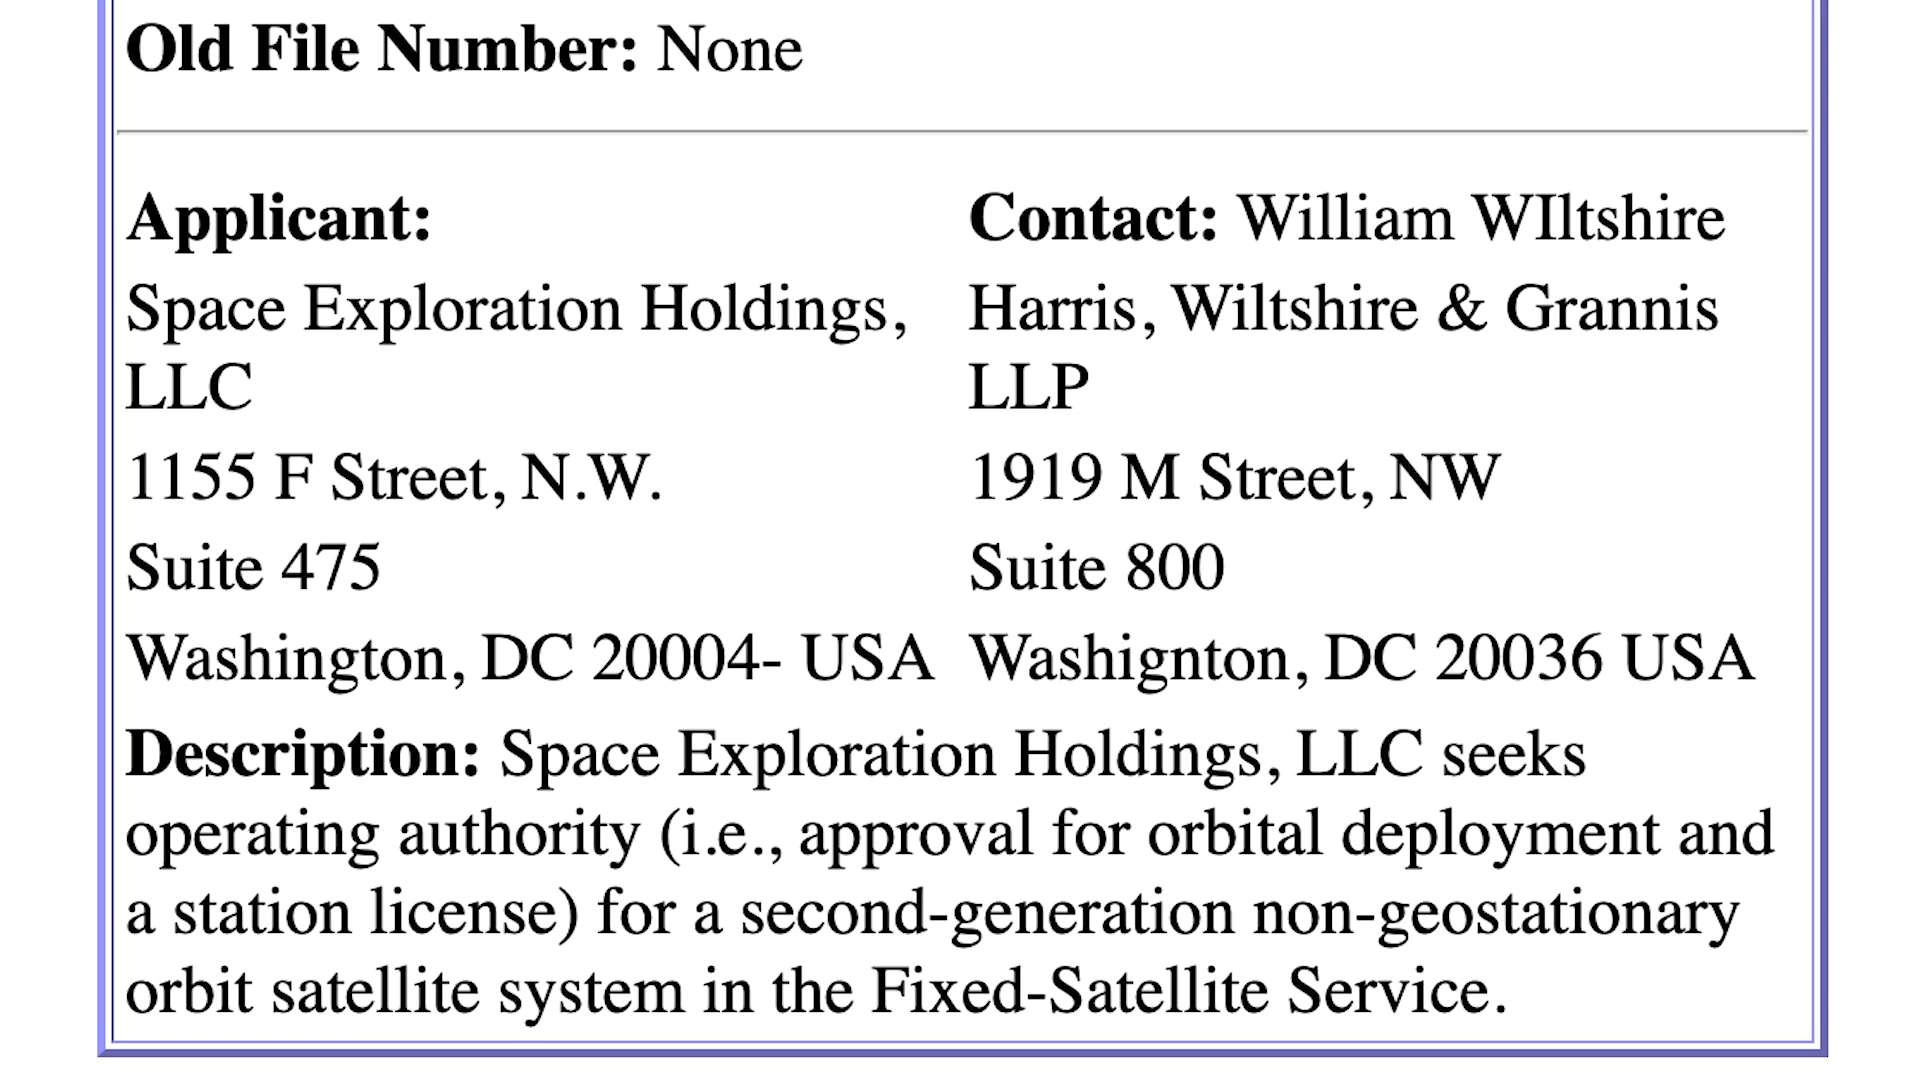 Old File Number: None
Applicant:
Space Exploration Holdings,
LLC
1155 F Street, N.W.
Suite 475
Washington, DC 20004- USA
Contact: William WIltshire
Harris, Wiltshire & Grannis
LLP
1919 M Street, NW
Suite 800
Washignton, DC 20036 USA
Description: Space Exploration Holdings, LLC seeks
operating authority (i.e., approval for orbital deployment and
a station license) for a second-generation non-geostationary
orbit satellite system in the Fixed-Satellite Service.